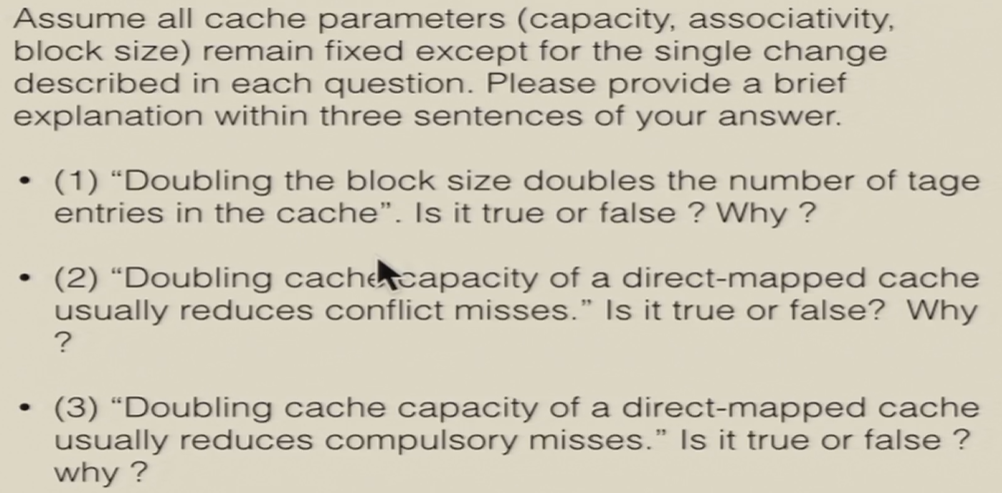 Assume all cache parameters (capacity, associativity,
block size) remain fixed except for the single change
described in each question. Please provide a brief
explanation within three sentences of your answer.
• (1) “Doubling the block size doubles the number of tage
entries in the cache”. Is it true or false ? Why ?
• (2) “Doubling cache capacity of a direct-mapped cache
usually reduces conflict misses.” Is it true or false? Why
?
• (3) “Doubling cache capacity of a direct-mapped cache
usually reduces compulsory misses.” Is it true or false ?
why ?